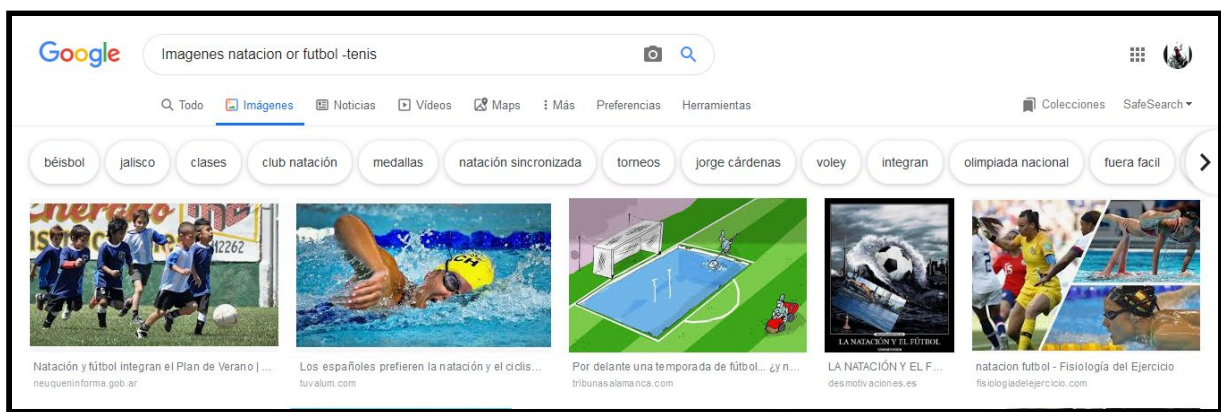 Google
Imagenes natacion or futbol -tenis
Todo Imágenes Noticias Vídeos Maps Más Preferencias Herramientas Colecciones SafeSearch
béisbol jalisco clases club natación medallas natación sincronizada torneos jorge cárdenas voley integran olimpiada nacional fuera facil
2262
CH
LA NATACIÓN Y EL FÚTBOL
Natación y fútbol integran el Plan de Verano | ...
neuqueninforma.gob.ar
Los españoles prefieren la natación y el ciclis...
tuvalum.com
Por delante una temporada de fútbol... ¿y n...
tribunasalamanca.com
LA NATACIÓN Y EL F...
desmotivaciones.es
natacion futbol - Fisiología del Ejercicio
fisiologiadelejercicio.com